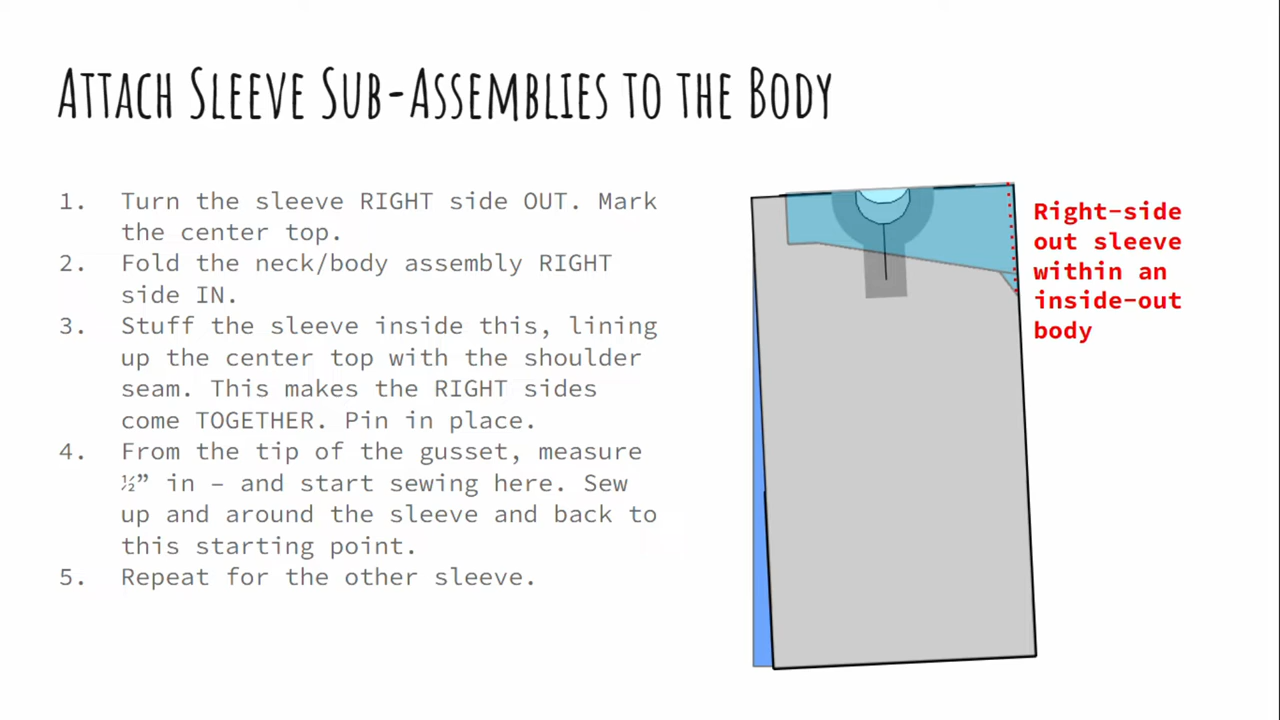 Attach Sleeve Sub-Assemblies to the Body
1. Turn the sleeve RIGHT side OUT. Mark
the center top.
2. Fold the neck/body assembly RIGHT
side IN.
3. Stuff the sleeve inside this, lining
up the center top with the shoulder
seam. This makes the RIGHT sides
come TOGETHER. Pin in place.
4. From the tip of the gusset, measure
½” in – and start sewing here. Sew
up and around the sleeve and back to
this starting point.
5. Repeat for the other sleeve.
Right-side
out sleeve
within an
inside-out
body